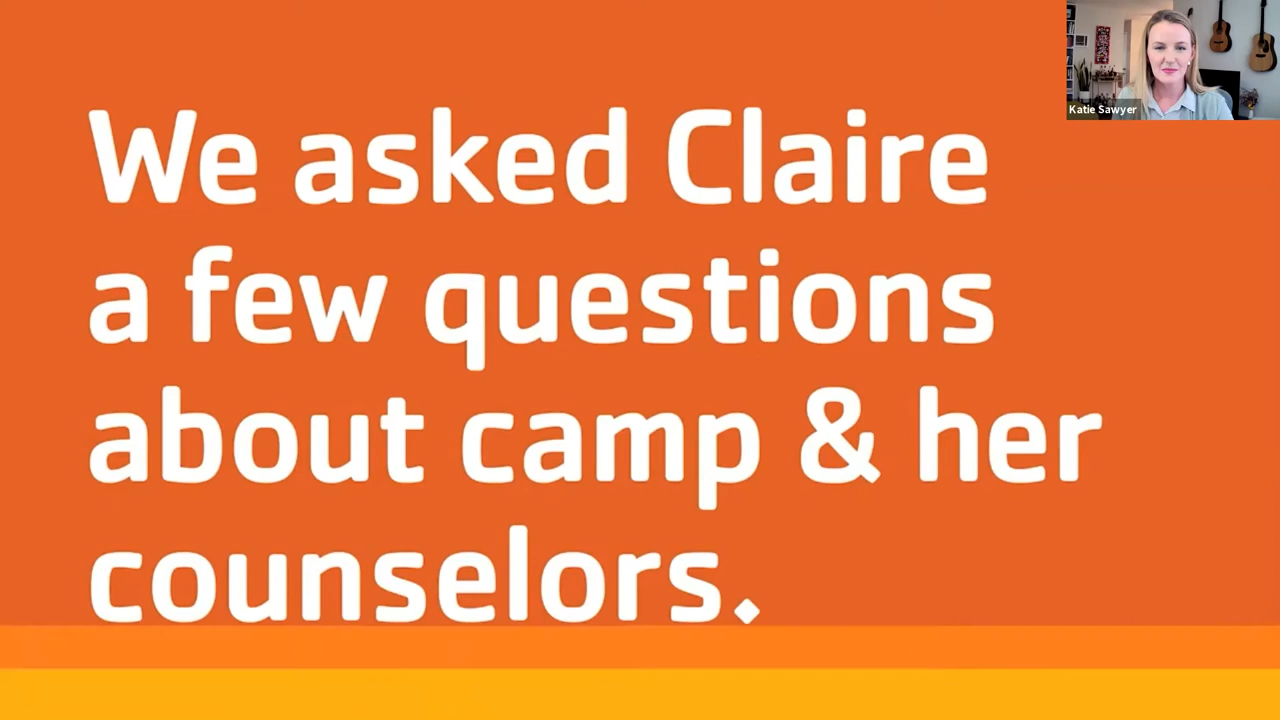 We asked Claire
a few questions
about camp & her
counselors.
Katie Sawyer